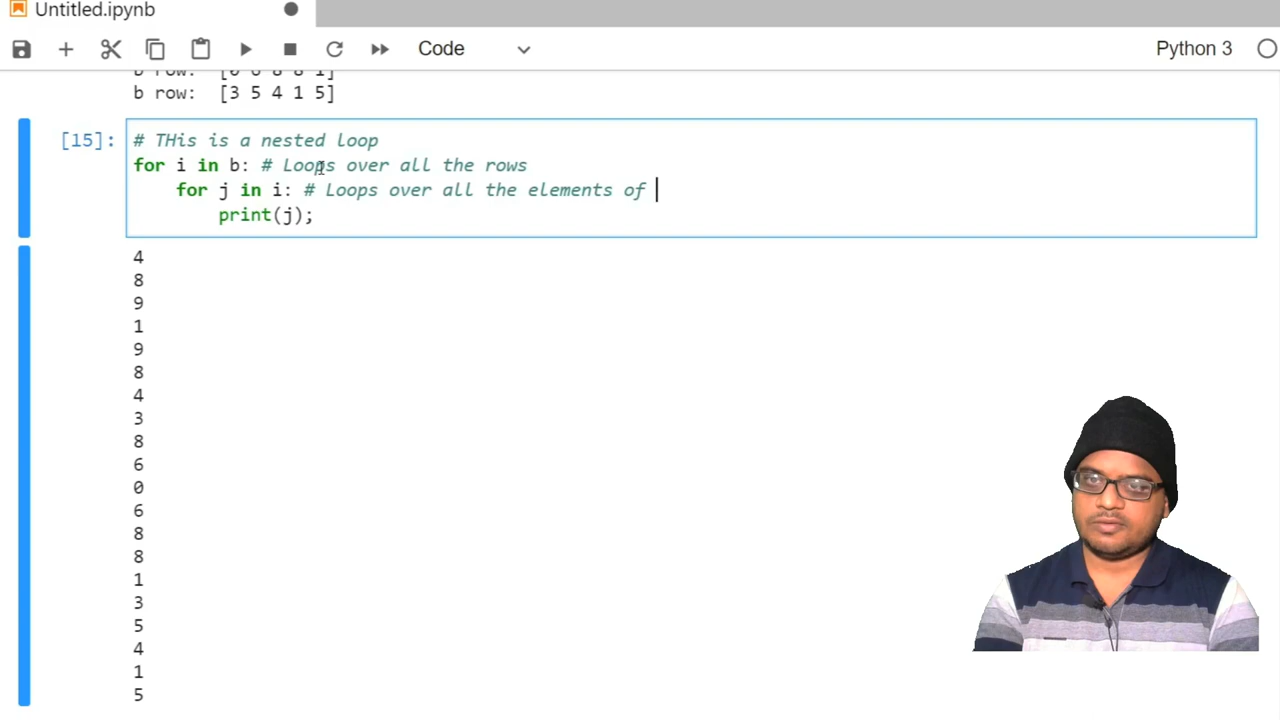 Untitled.ipynb
Code
Python 3
b row: [0 6 8 8 1]
b row: [3 5 4 1 5]
[15]:
# THis is a nested loop
for i in b: # Loops over all the rows
for j in i: # Loops over all the elements of
print(j);
4
8
9
1
9
8
4
3
8
6
0
6
8
8
1
3
5
4
1
5